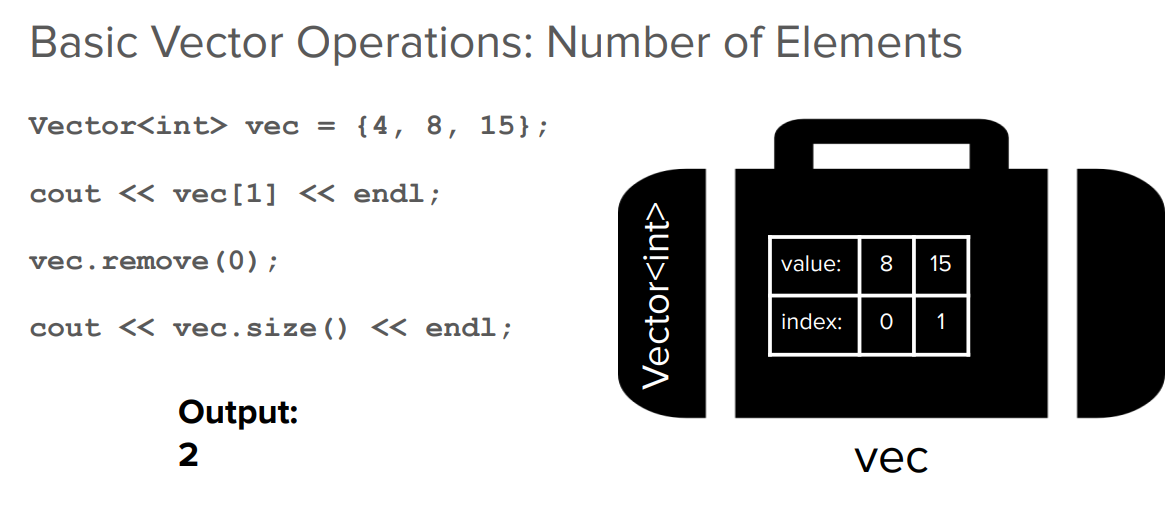 Basic Vector Operations: Number of Elements
Vector<int> vec = {4, 8, 15};
cout << vec[1] << endl;
vec.remove(0);
cout << vec.size() << endl;
Output:
2
Vector<int>
value: 8 15
index: 0 1
vec